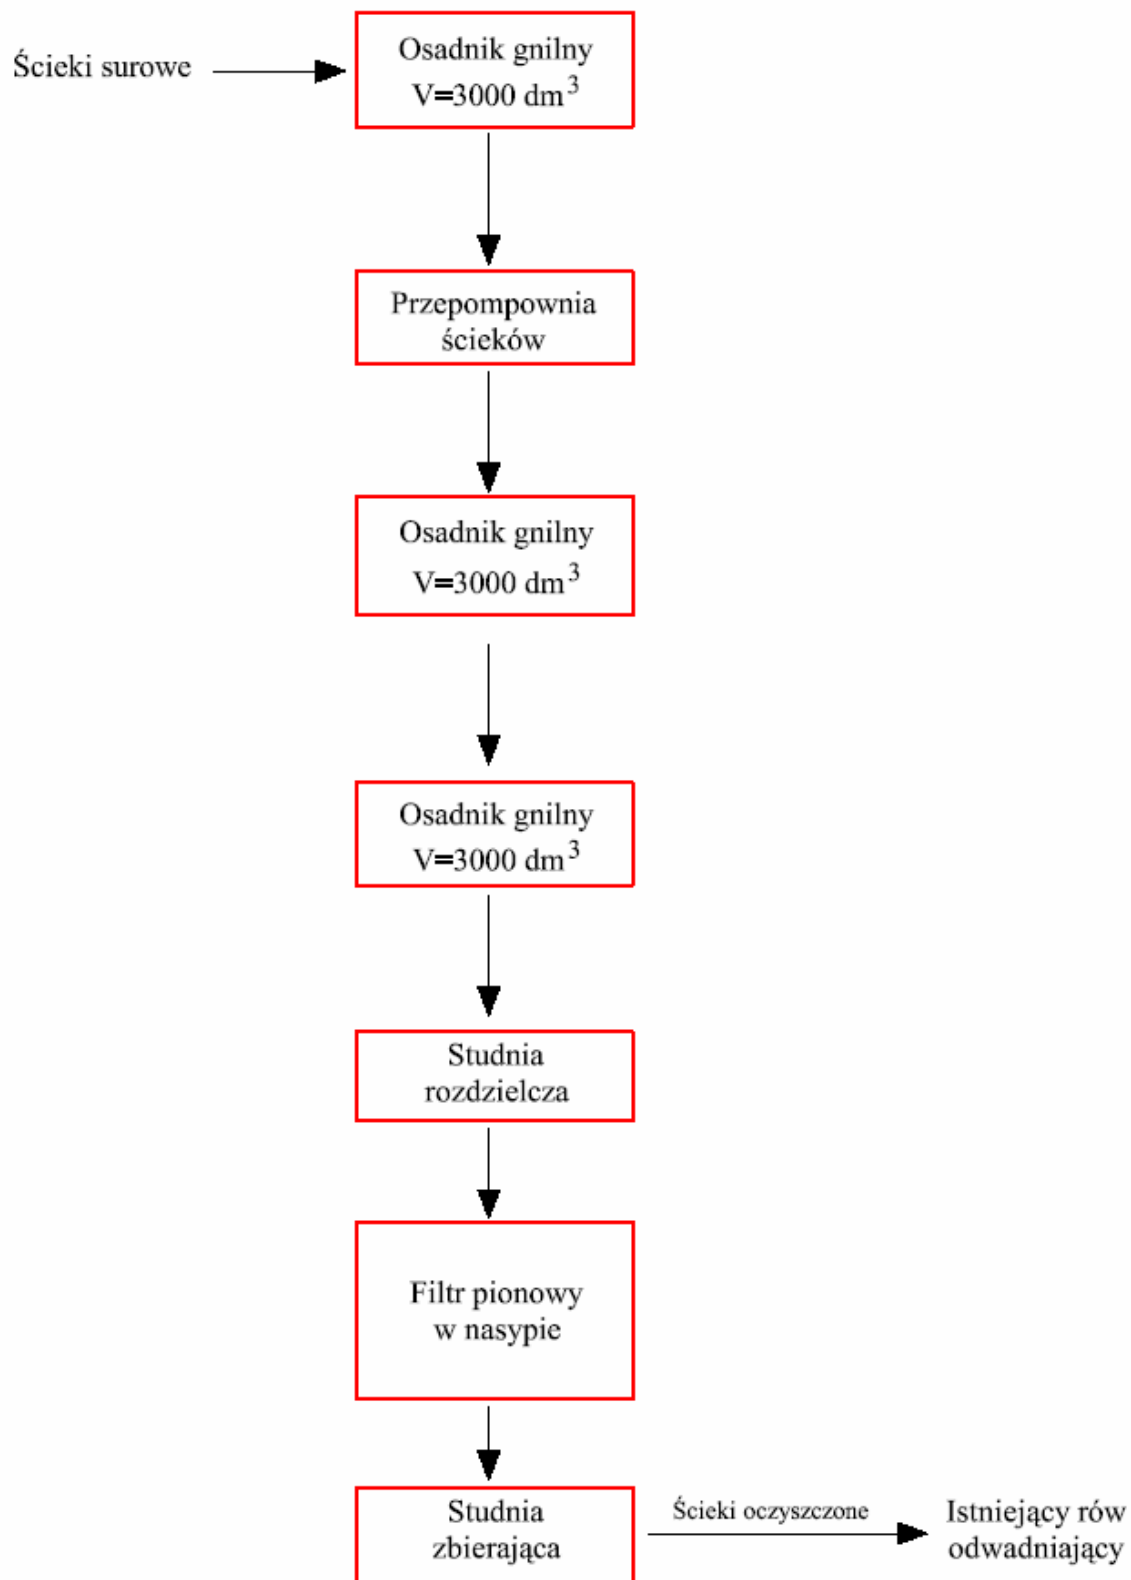 Ścieki surowe
Osadnik gnilny
V=3000 dm³
Przepompownia
ścieków
Osadnik gnilny
V=3000 dm³
Osadnik gnilny
V=3000 dm³
Studnia
rozdzielcza
Filtr pionowy
w nasypie
Studnia
zbierająca
Ścieki oczyszczone
Istniejący rów
odwadniający